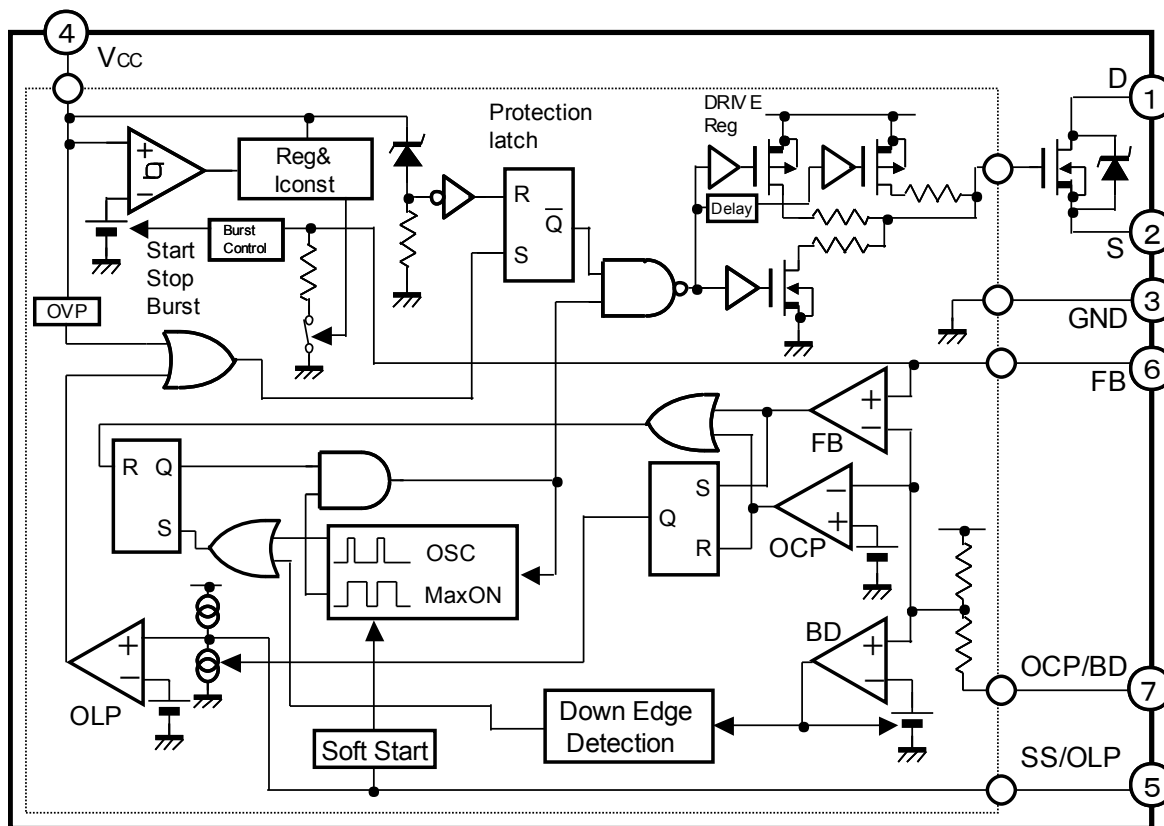 4
VCC
D
1
DRIVE
Reg
Protection
latch
+
−
Reg&
Iconst
R
Q
S
Delay
2
S
Start
Stop
Burst
Burst
Control
OVP
3
GND
6
FB
+
−
FB
R
Q
S
S
Q
R
−
+
OCP
OSC
MaxON
BD
+
−
+
−
OLP
OCP/BD
7
Down Edge
Detection
Soft Start
SS/OLP
5